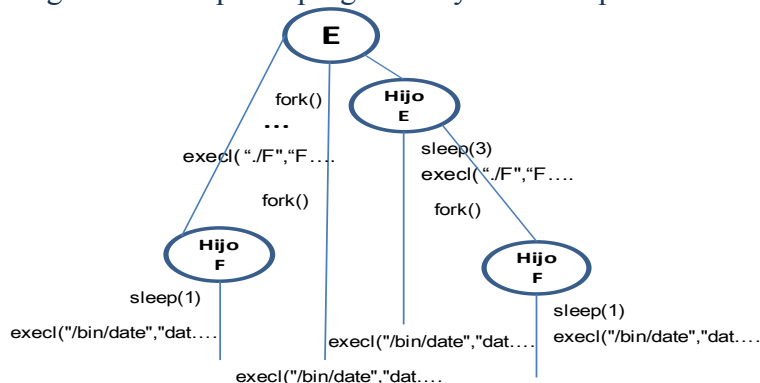 E
fork()
...
execl( "./F","F....
fork()
Hijo
E
sleep(3)
execl( "./F","F....
fork()
Hijo
F
sleep(1)
execl("/bin/date","dat....
execl("/bin/date","dat....
execl("/bin/date","dat....
Hijo
F
sleep(1)
execl("/bin/date","dat....